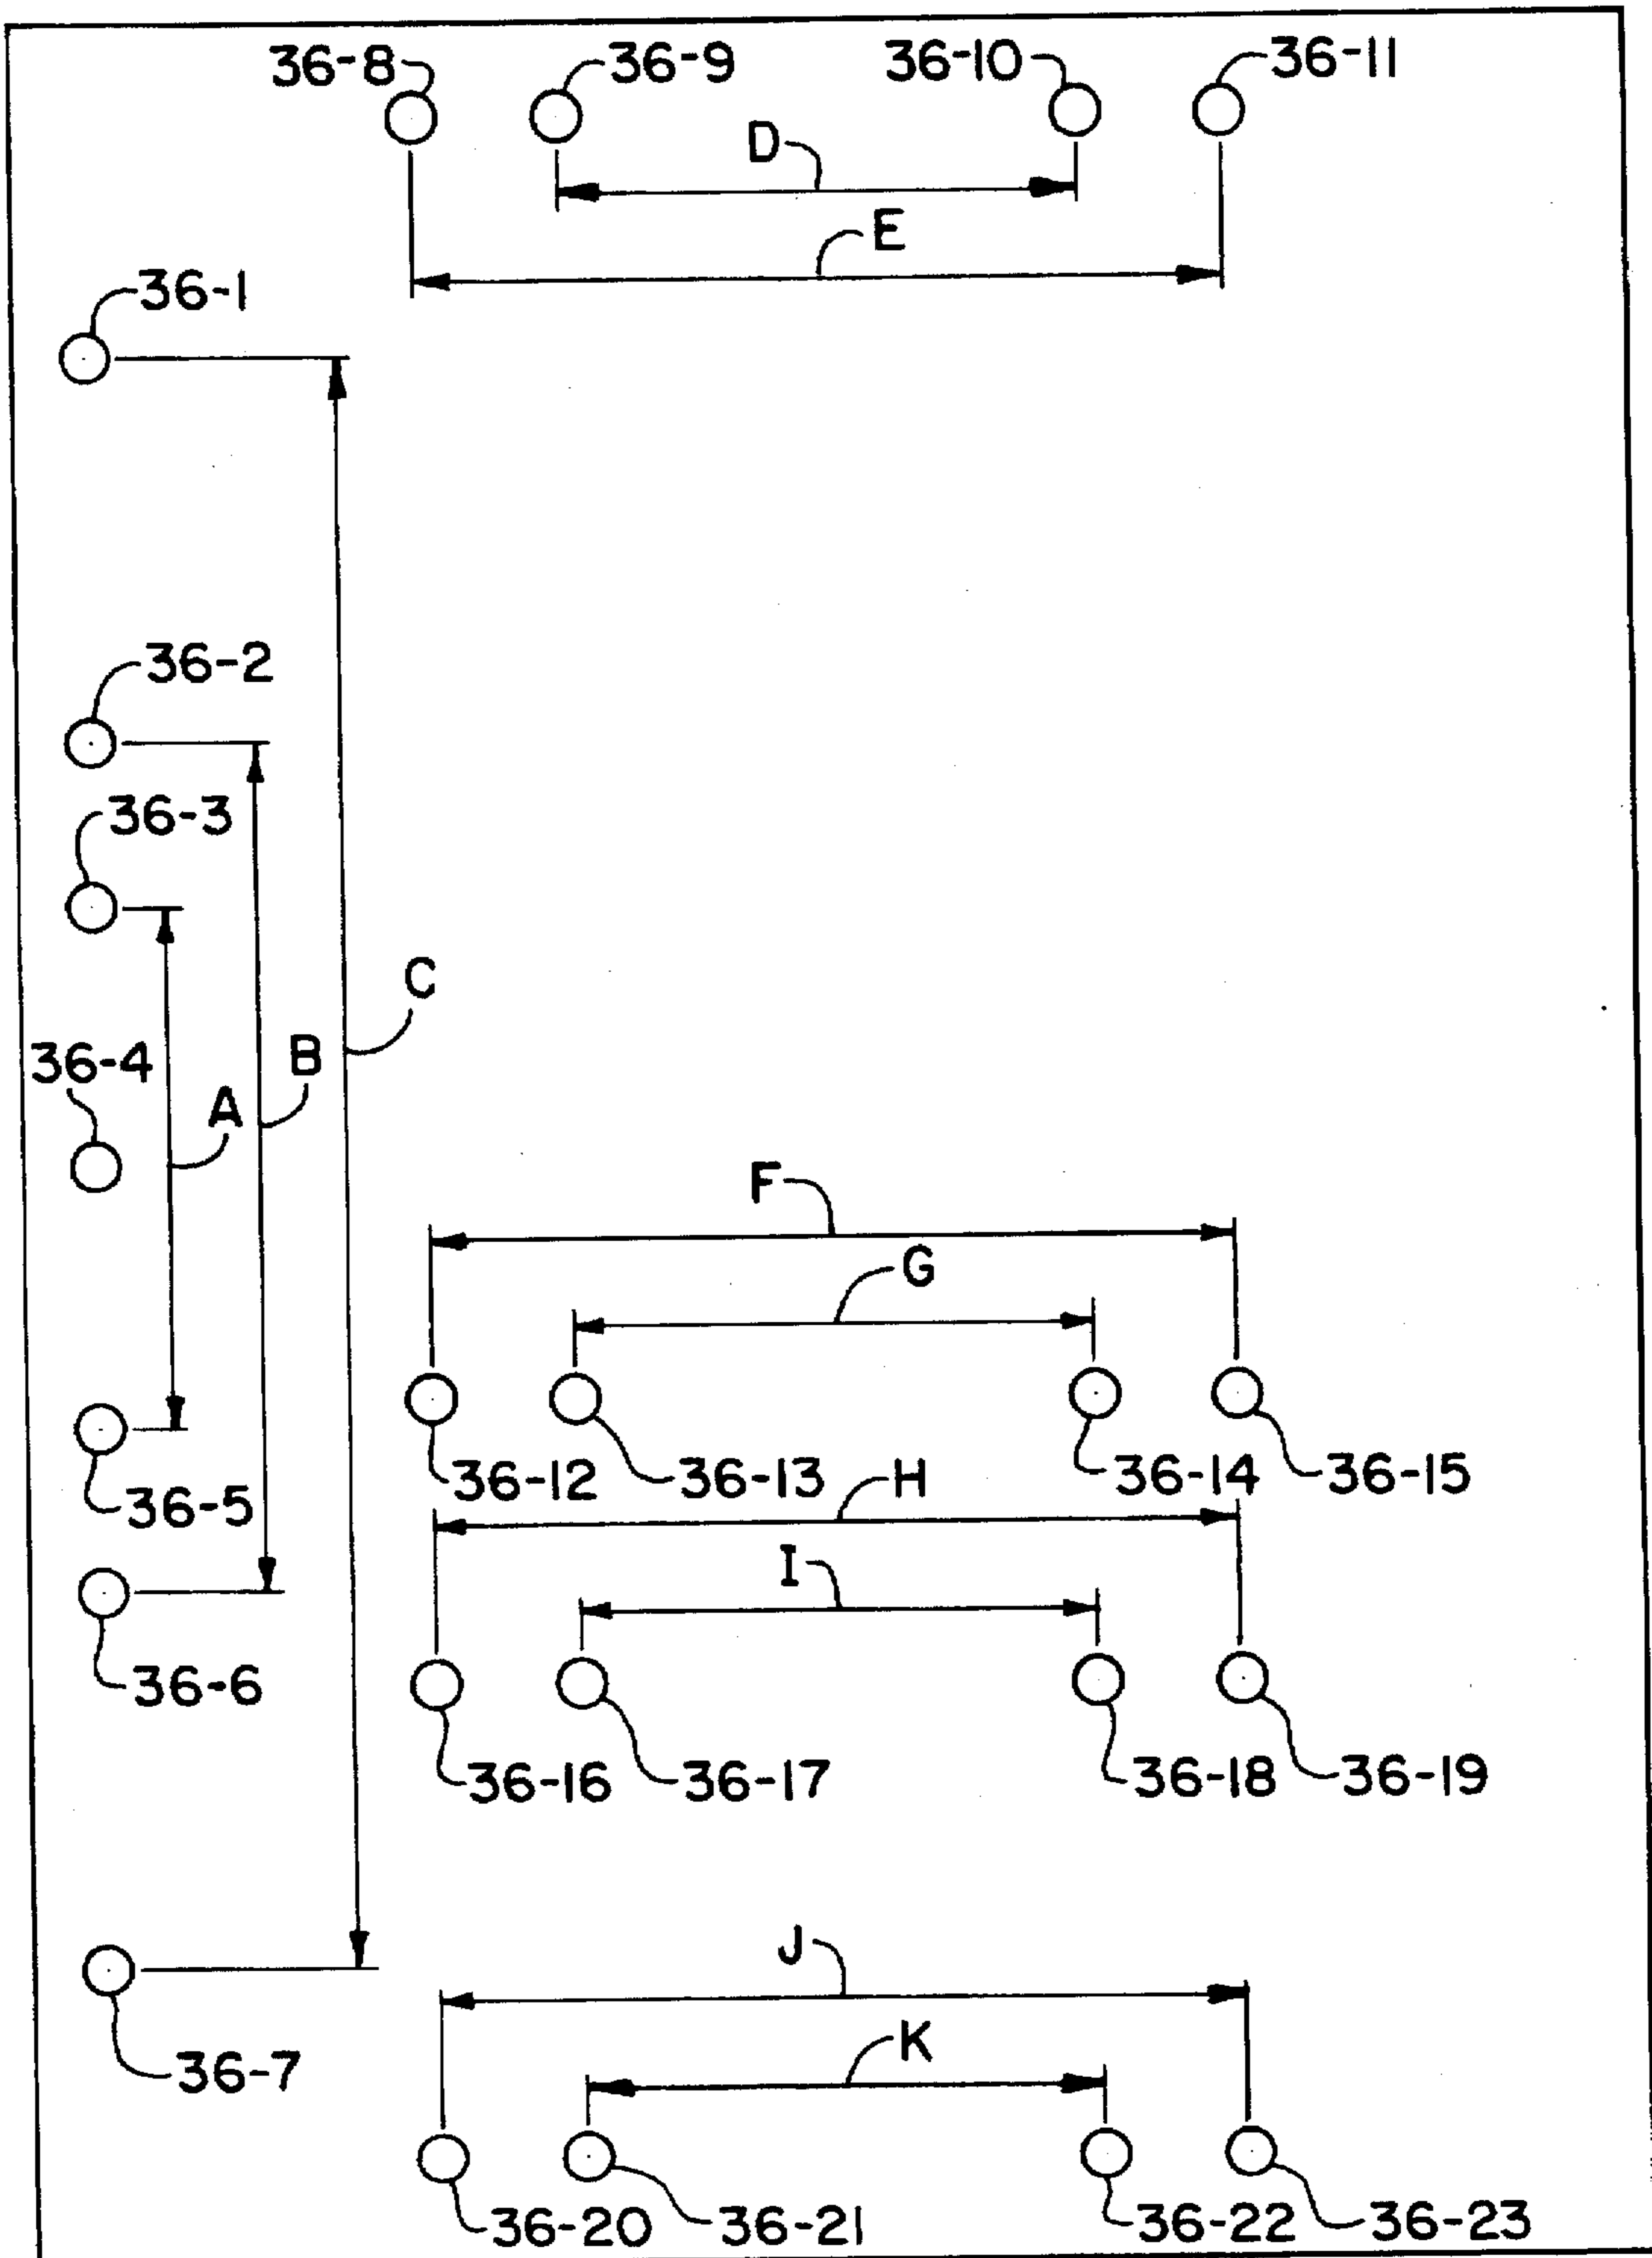 36-8 36-9 36-10 36-11
D
E
36-1
36-2
36-3
C
36-4 B
A
F
G
36-12 36-13 H 36-14 36-15
36-5
I
36-6
36-16 36-17 36-18 36-19
J
K
36-7
36-20 36-21 36-22 36-23